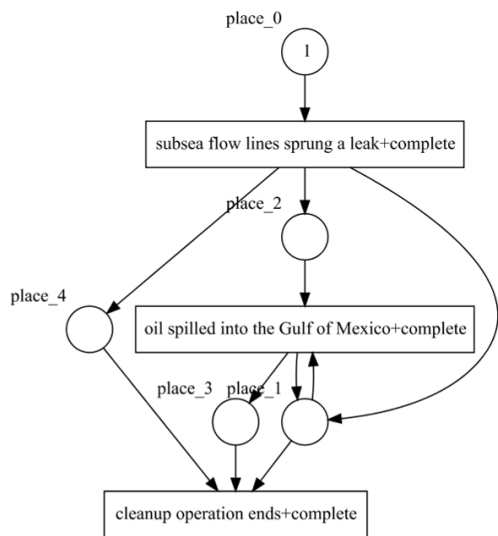 place_0
1
subsea flow lines sprung a leak+complete
place_2
place_4
oil spilled into the Gulf of Mexico+complete
place_3 place_1
cleanup operation ends+complete